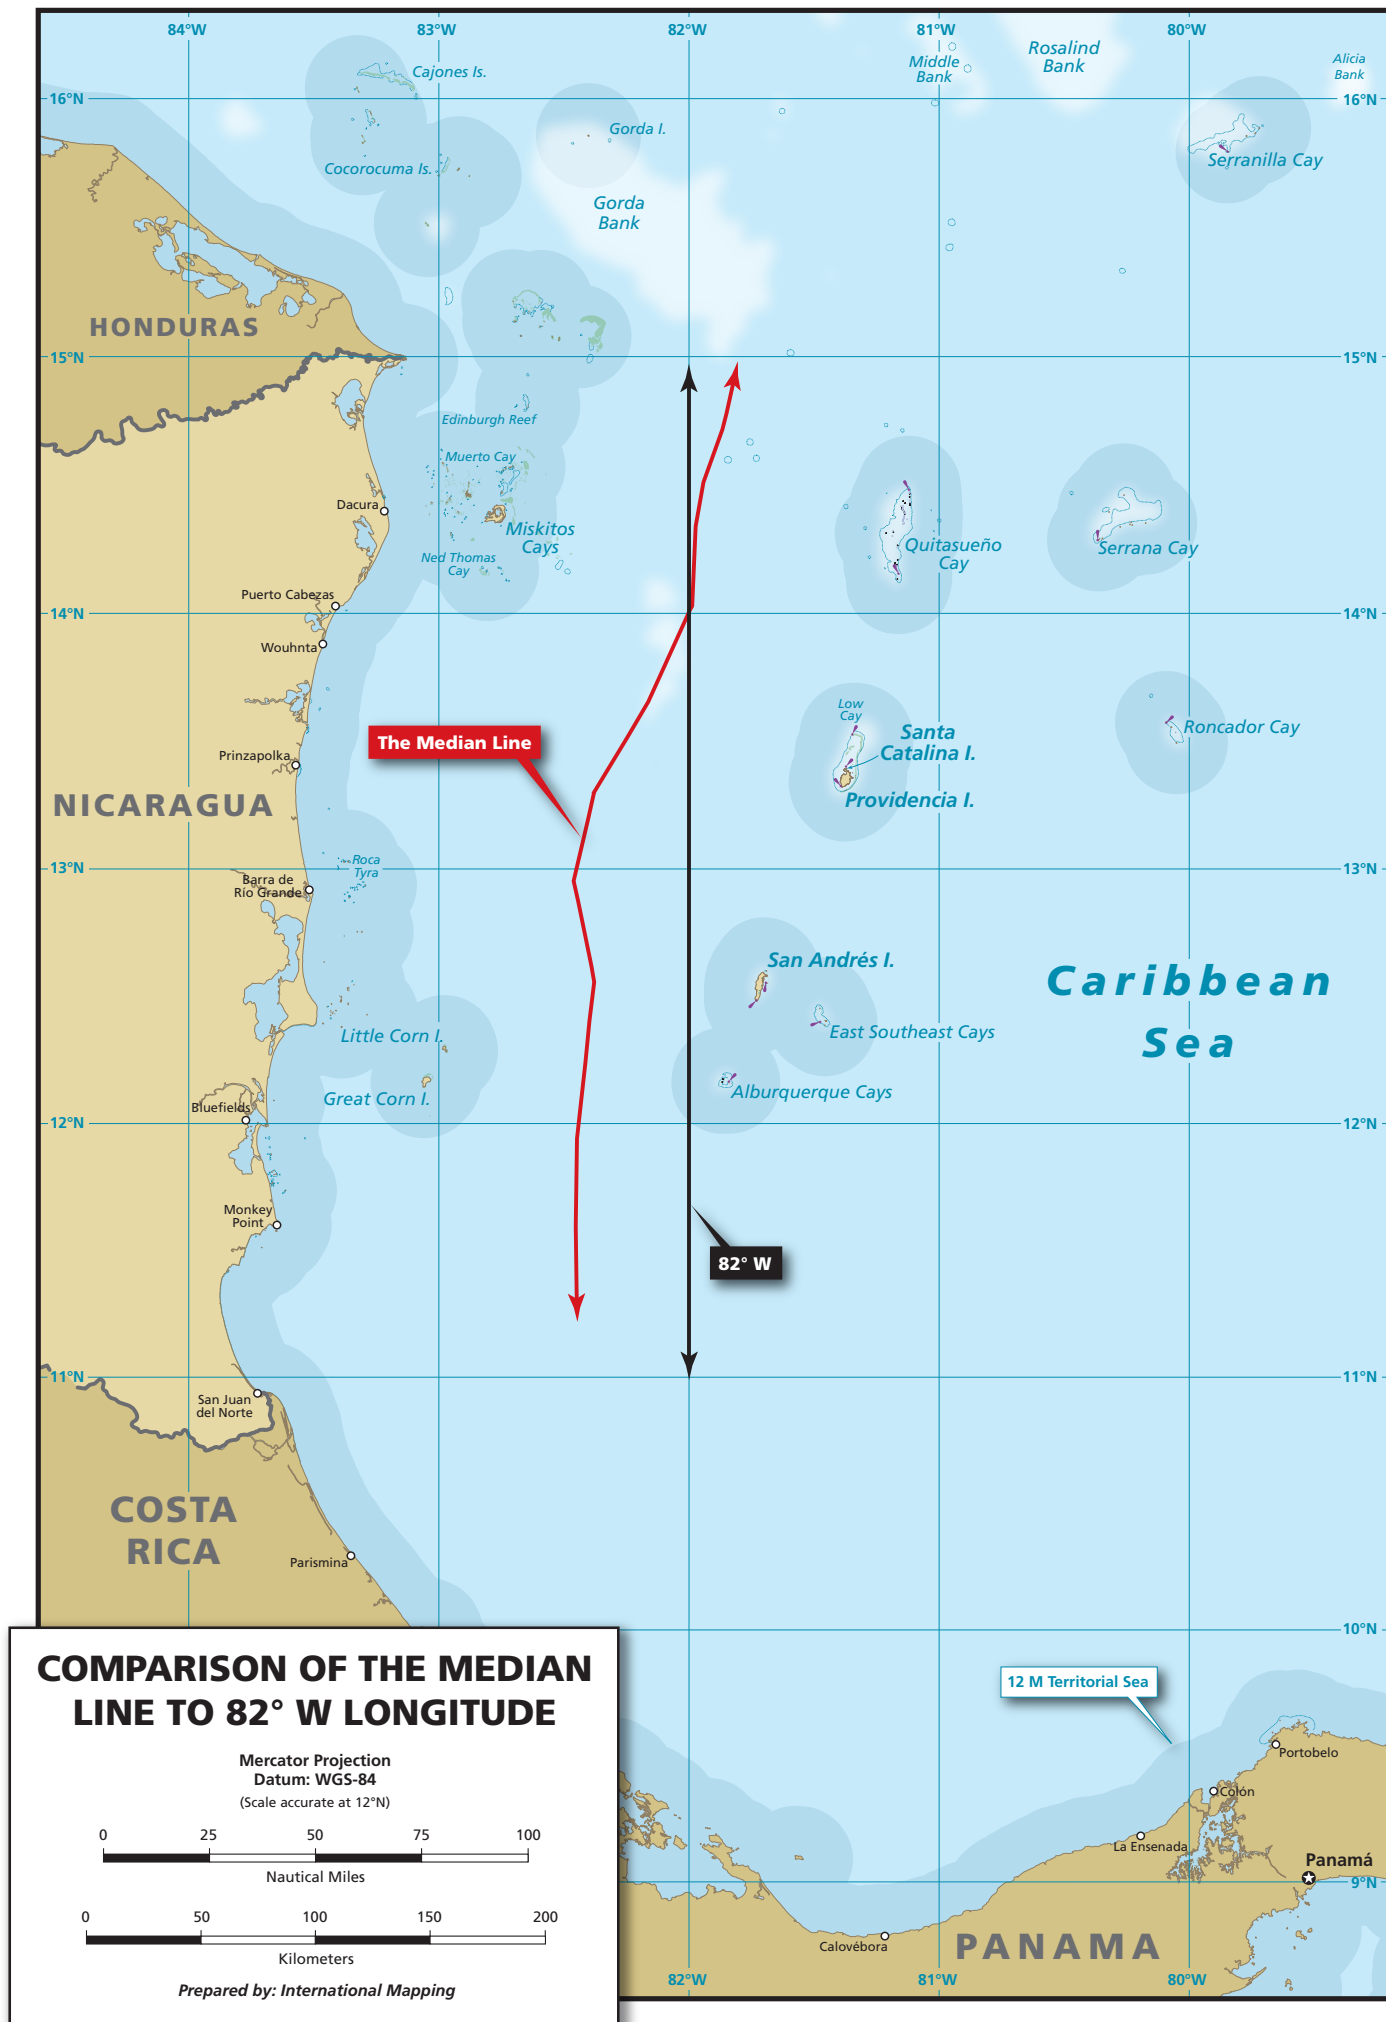 84°W
83°W
82°W
81°W
80°W
Cajones Is.
Middle
Bank
Rosalind
Bank
Alicia
Bank
16°N
16°N
Gorda I.
Cocorocuma Is.
Serranilla Cay
Gorda
Bank
HONDURAS
15°N
15°N
Edinburgh Reef
Muerto Cay
Dacura
Miskitos
Cays
Quitasueño
Cay
Serrana Cay
Ned Thomas
Cay
Puerto Cabezas
14°N
14°N
Wouhnta
Low
Cay
Santa
Catalina I.
Roncador Cay
The Median Line
Prinzapolka
Providencia I.
NICARAGUA
13°N
13°N
Roca
Tyra
Barra de
Río Grande
San Andrés I.
Caribbean
Sea
Little Corn I.
East Southeast Cays
Great Corn I.
Alburquerque Cays
Bluefields
12°N
12°N
Monkey
Point
82° W
11°N
11°N
San Juan
del Norte
COSTA
RICA
Parismina
10°N
COMPARISON OF THE MEDIAN
LINE TO 82° W LONGITUDE
Mercator Projection
Datum: WGS-84
(Scale accurate at 12°N)
0 25 50 75 100
Nautical Miles
0 50 100 150 200
Kilometers
Prepared by: International Mapping
12 M Territorial Sea
Portobelo
Colón
La Ensenada
Panamá
9°N
Calovébora
PANAMA
82°W
81°W
80°W